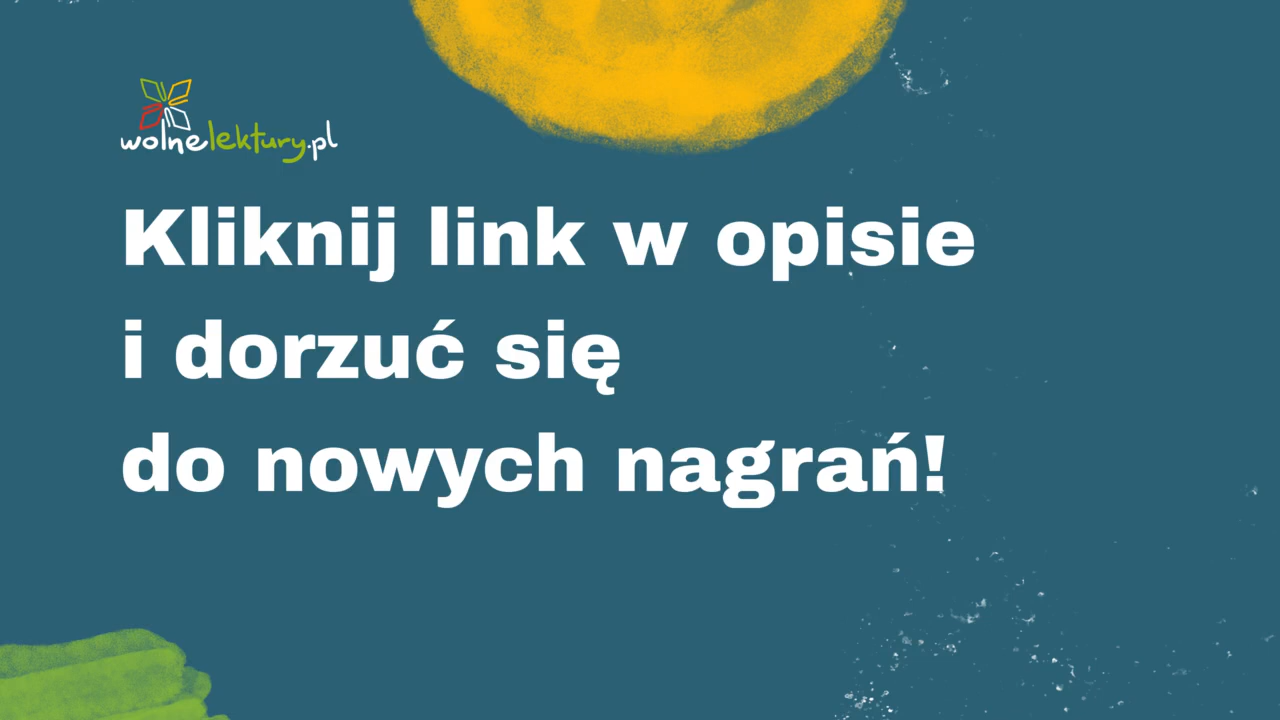 wolnelektury.pl
Kliknij link w opisie
i dorzuć się
do nowych nagrań!